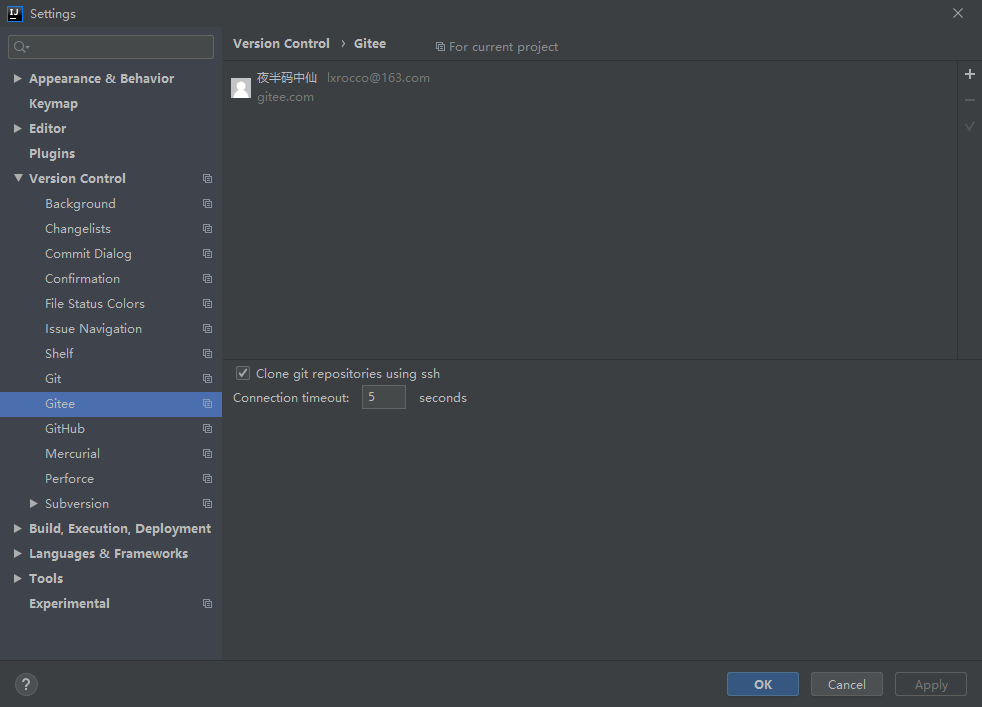 IJ Settings
Version Control › Gitee For current project
Appearance & Behavior
Keymap
Editor
Plugins
Version Control
Background
Changelists
Commit Dialog
Confirmation
File Status Colors
Issue Navigation
Shelf
Git
Gitee
GitHub
Mercurial
Perforce
Subversion
Build, Execution, Deployment
Languages & Frameworks
Tools
Experimental
夜半码中仙 lxrocco@163.com
gitee.com
Clone git repositories using ssh
Connection timeout: 5 seconds
? OK Cancel Apply